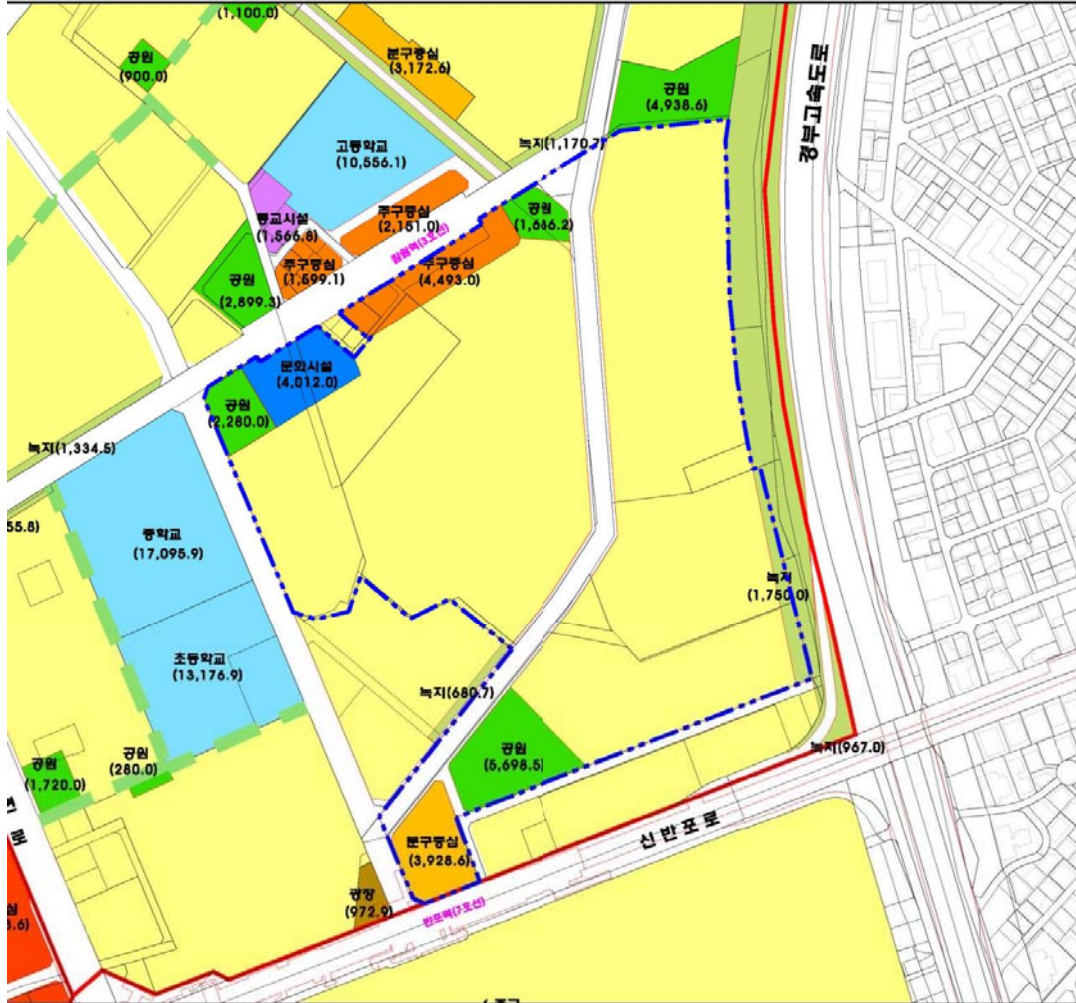 (1,100.0)
공원
(900.0)
분구중심
(3,172.6)
경부고속도로
공원
(4,938.6)
고등학교
(10,556.1)
녹지(1,170.7)
종교시설
(1,566.8)
주구중심
(2,151.0)
잠원역(3호선)
공원
(1,666.2)
주구중심
(1,599.1)
주구중심
(4,493.0)
공원
(2,899.3)
문화시설
(4,012.0)
공원
(2,280.0)
녹지(1,334.5)
55.8)
중학교
(17,095.9)
녹지
(1,750.0)
초등학교
(13,176.9)
녹지(680.7)
공원
(1,720.0)
공원
(280.0)
공원
(5,698.5)
녹지(967.0)
로
신반포로
분구중심
(3,928.6)
광장
(972.9)
반포역(7호선)
심
5.6)